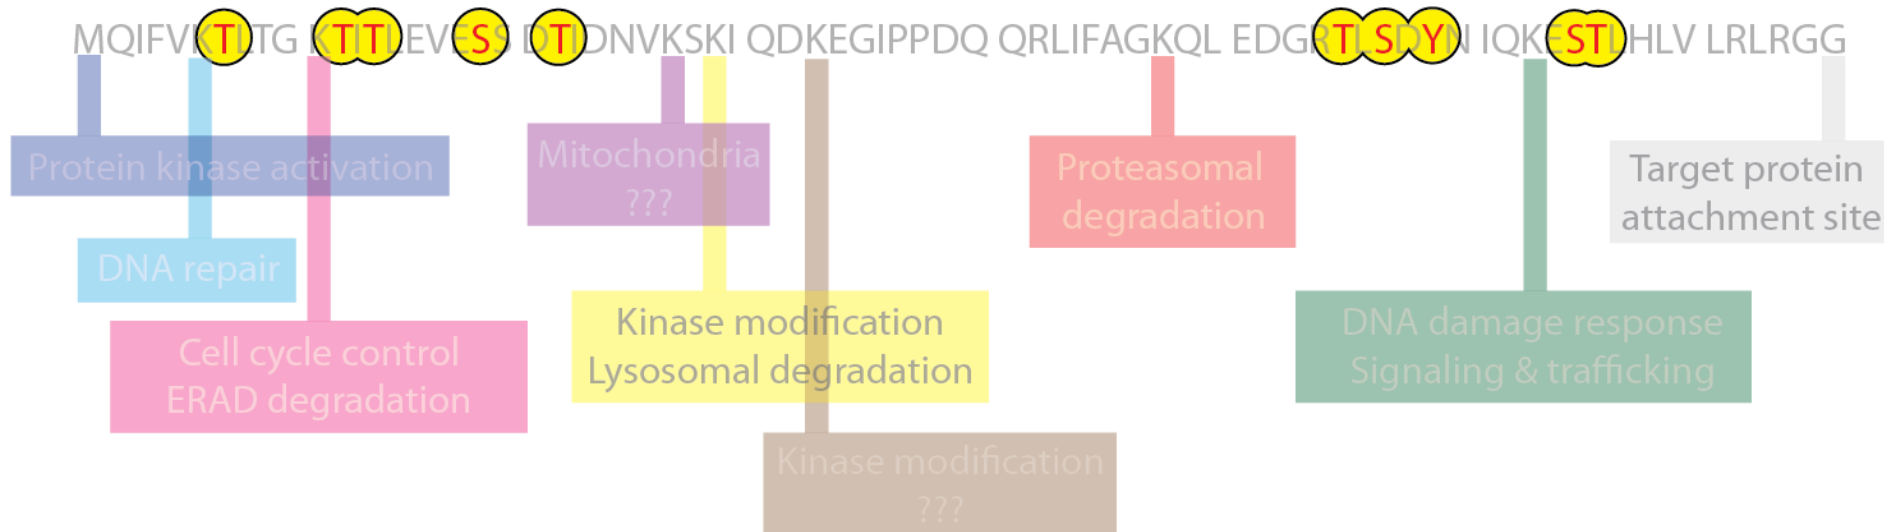 MQIFVKTLTG KTITLEVESS DTIDNVKSKI QDKEGIPPDQ QRLIFAGKQL EDGRTLSDYN IQKESTLHLV LRLRGG
Protein kinase activation
DNA repair
Cell cycle control
ERAD degradation
Mitochondria
???
Kinase modification
Lysosomal degradation
Kinase modification
???
Proteasomal
degradation
DNA damage response
Signaling & trafficking
Target protein
attachment site